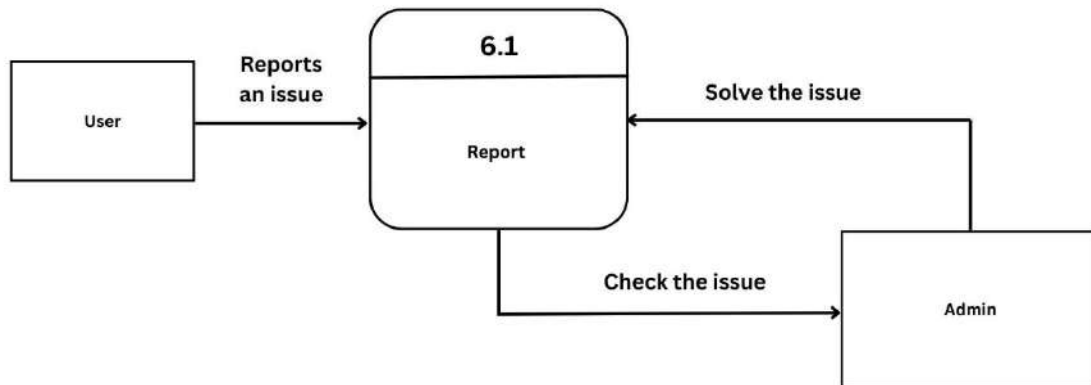 6.1
Reports
an issue
Solve the issue
User
Report
Check the issue
Admin